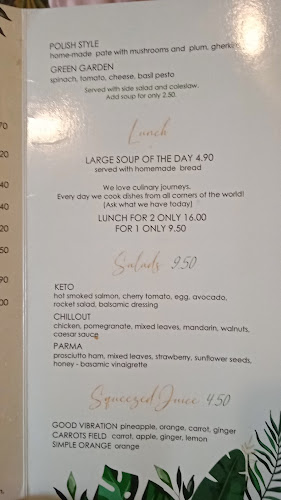 POLISH STYLE
home-made pate with mushrooms and plum, gherkin
GREEN GARDEN
spinach, tomato, cheese, basil pesto
Served with side salad and coleslaw.
Add soup for only 2.50.
Lunch
LARGE SOUP OF THE DAY 4.90
served with homemade bread
We love culinary journeys.
Every day we cook dishes from all corners of the world!
(Ask what we have today)
LUNCH FOR 2 ONLY 16.00
FOR 1 ONLY 9.50
Salads 9.50
KETO
hot smoked salmon, cherry tomato, egg, avocado,
rocket salad, balsamic dressing
CHILLOUT
chicken, pomegranate, mixed leaves, mandarin, walnuts,
caesar sauce
PARMA
prosciutto ham, mixed leaves, strawberry, sunflower seeds,
honey - basmic vinaigrette
Squeezed Juice 4.50
GOOD VIBRATION pineapple, orange, carrot, ginger
CARROTS FIELD carrot, apple, ginger, lemon
SIMPLE ORANGE orange